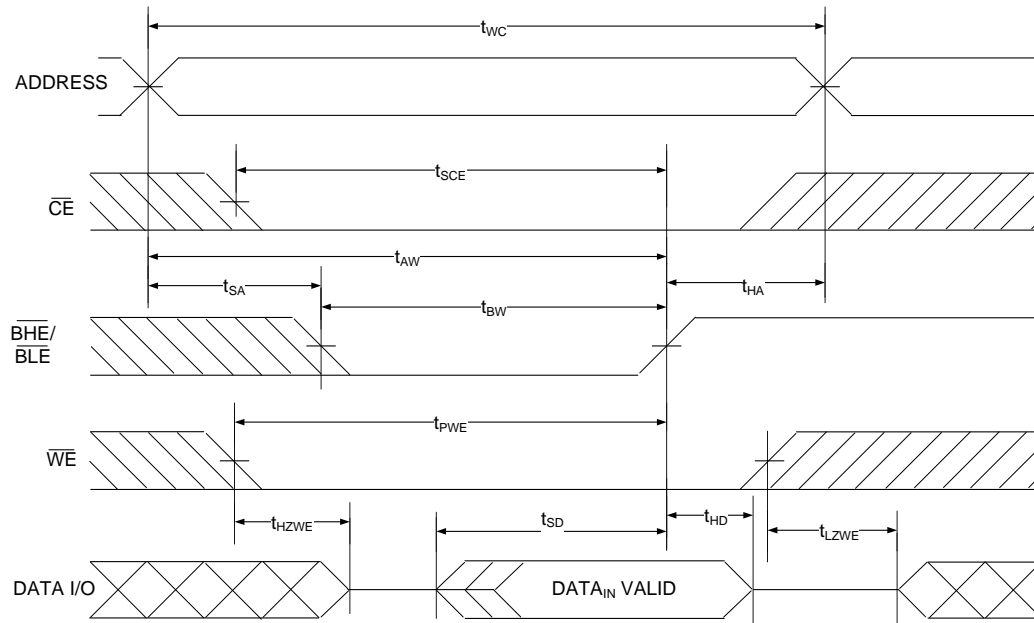 tWC
ADDRESS
tSCE
CE
tAW
tSA
tHA
tBW
BHE/
BLE
tPWE
WE
tHZWE
tSD
tHD
tLZWE
DATA I/O
DATAIN VALID